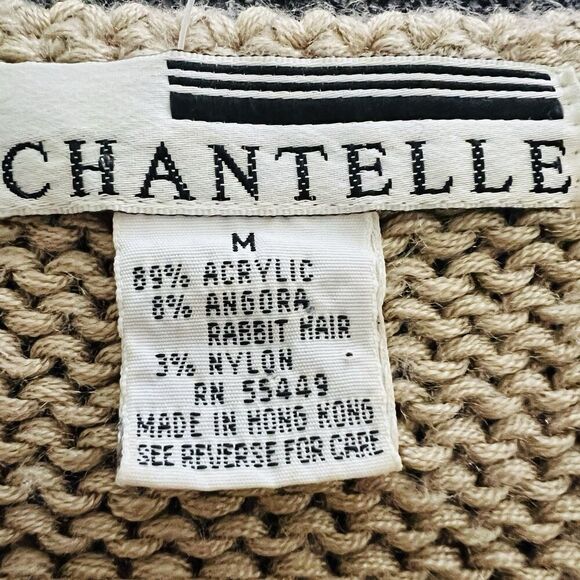 CHANTELLE
M
89% ACRYLIC
8% ANGORA
RABBIT HAIR
3% NYLON
RN 55449
MADE IN HONG KONG
SEE REVERSE FOR CARE